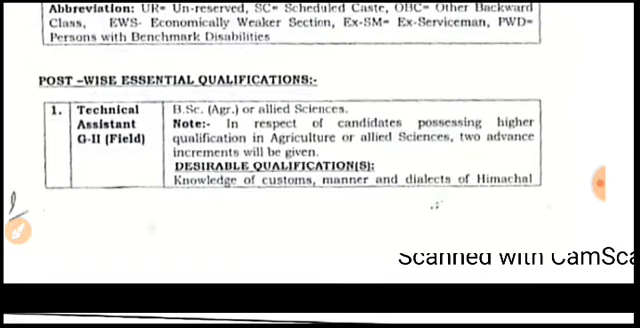 Abbreviation: UR= Un-reserved, SC= Scheduled Caste, OBC= Other Backward
Class, EWS- Economically Weaker Section, Ex-SM= Ex-Serviceman, PWD=
Persons with Benchmark Disabilities
POST –WISE ESSENTIAL QUALIFICATIONS:-
1. Technical Assistant G-II (Field)
B.Sc. (Agr.) or allied Sciences.
Note:- In respect of candidates possessing higher
qualification in Agriculture or allied Sciences, two advance
increments will be given.
DESIRABLE QUALIFICATION(S):
Knowledge of customs, manner and dialects of Himachal
Scanned with CamSca